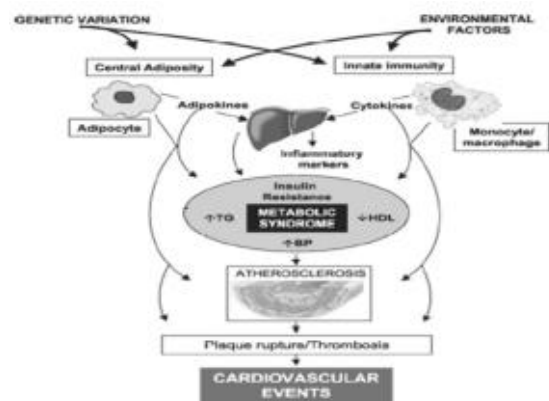 GENETIC VARIATION
ENVIRONMENTAL
FACTORS
Central Adiposity
Innate immunity
Adipokines
Cytokines
Adipocyte
Monocyte/
macrophage
Inflammatory
markers
Insulin
Resistance
↑TG
METABOLIC
SYNDROME
↓HDL
↑BP
ATHEROSCLEROSIS
Plaque rupture/Thrombosis
CARDIOVASCULAR
EVENTS